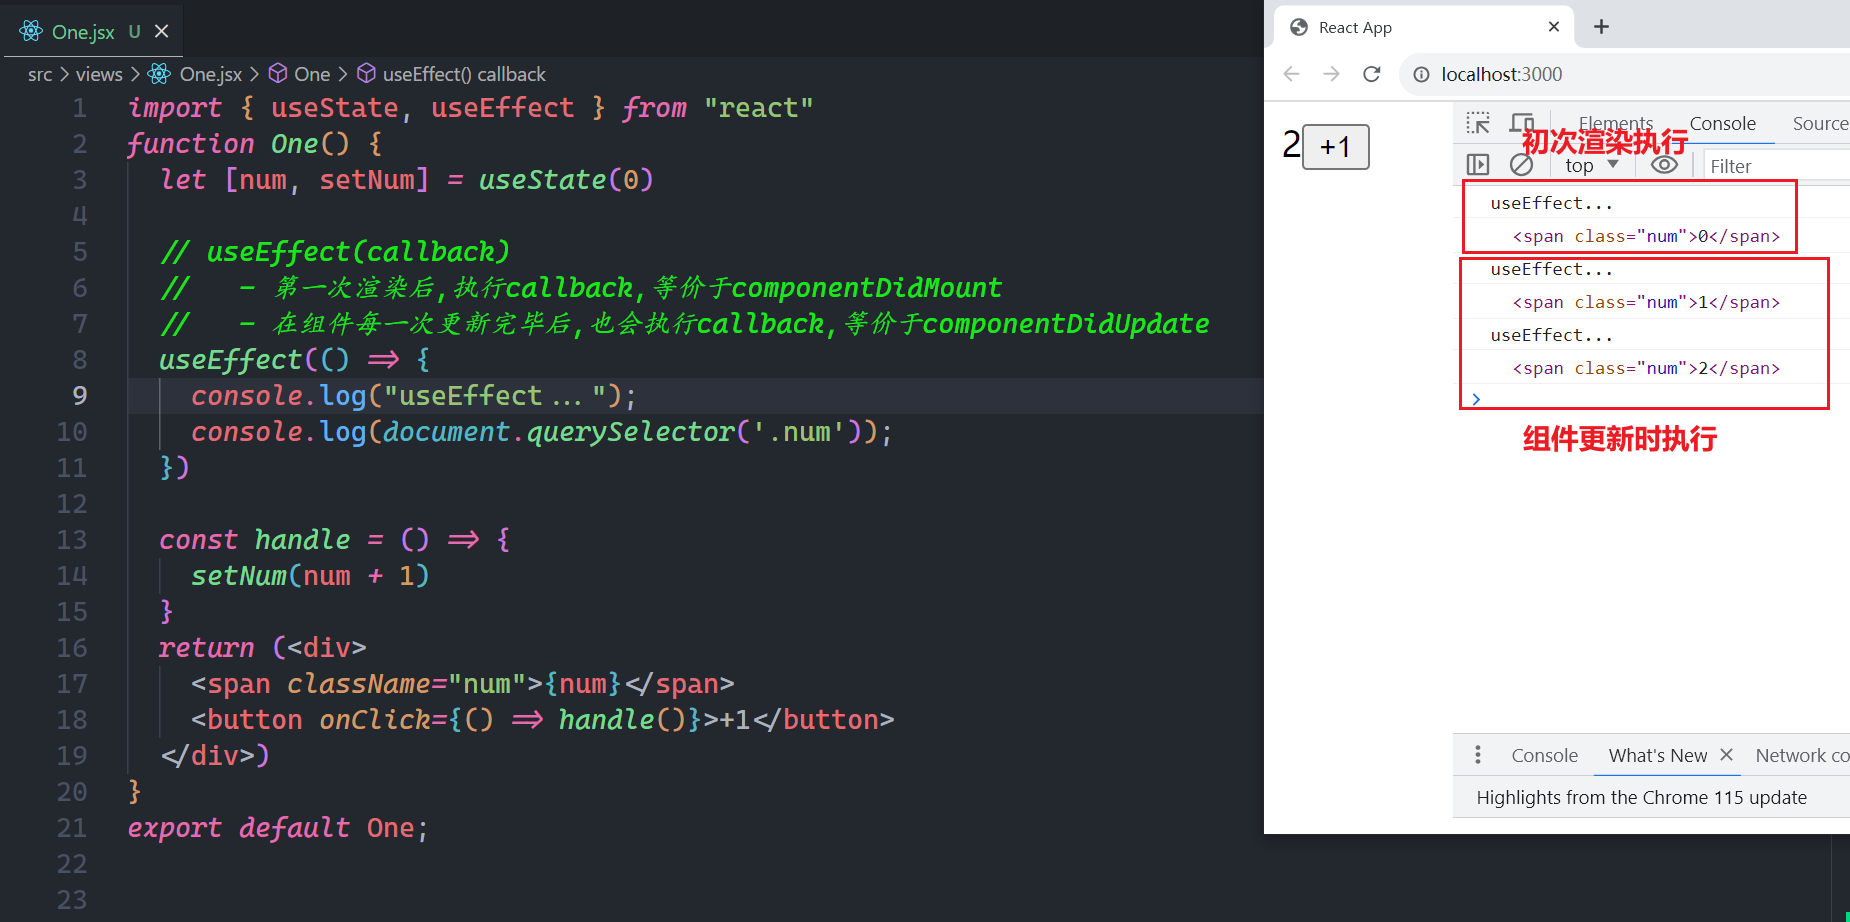 One.jsx U
src > views > One.jsx > One > useEffect() callback
1 import { useState, useEffect } from "react"
2 function One() {
3 let [num, setNum] = useState(0)
4
5 // useEffect(callback)
6 // - 第一次渲染后,执行callback,等价于componentDidMount
7 // - 在组件每一次更新完毕后,也会执行callback,等价于componentDidUpdate
8 useEffect(() => {
9 console.log("useEffect...");
10 console.log(document.querySelector('.num'));
11 })
12
13 const handle = () => {
14 setNum(num + 1)
15 }
16 return (<div>
17 <span className="num">{num}</span>
18 <button onClick={() => handle()}>+1</button>
19 </div>)
20 }
21 export default One;
22
23
React App
localhost:3000
2 +1
Elements Console Source
初次渲染执行
top Filter
useEffect...
<span class="num">0</span>
useEffect...
<span class="num">1</span>
useEffect...
<span class="num">2</span>
>
组件更新时执行
Console What's New Network co
Highlights from the Chrome 115 update